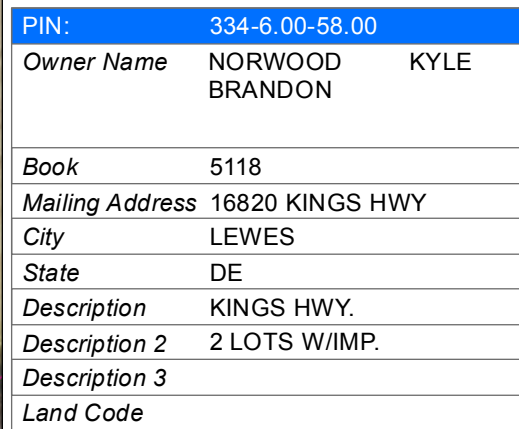 PIN: 334-6.00-58.00
Owner Name NORWOOD KYLE
BRANDON
Book 5118
Mailing Address 16820 KINGS HWY
City LEWES
State DE
Description KINGS HWY.
Description 2 2 LOTS W/IMP.
Description 3
Land Code